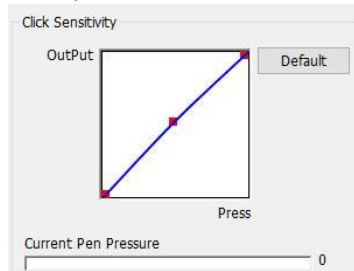 Click Sensitivity
OutPut
Default
Press
Current Pen Pressure
0